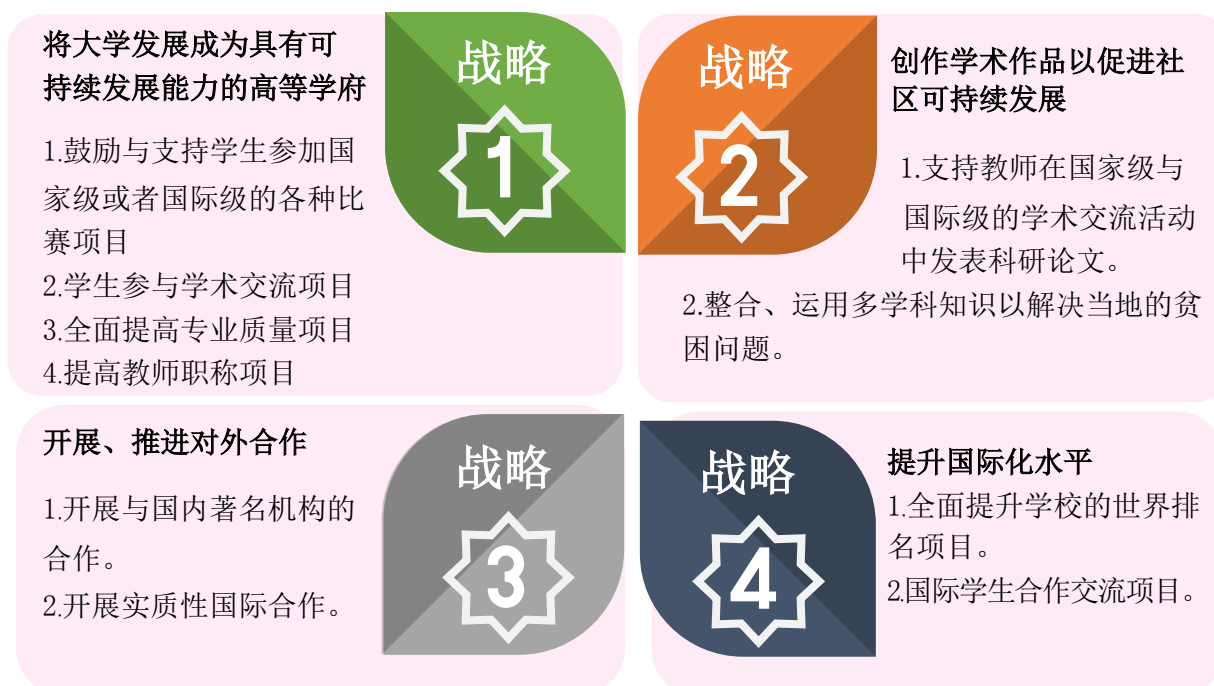 将大学发展成为具有可
持续发展能力的高等学府
1.鼓励与支持学生参加国
家级或者国际级的各种比
赛项目
2.学生参与学术交流项目
3.全面提高专业质量项目
4.提高教师职称项目
战略
1
战略
2
创作学术作品以促进社
区可持续发展
1.支持教师在国家级与
国际级的学术交流活动
中发表科研论文。
2.整合、运用多学科知识以解决当地的贫
困问题。
开展、推进对外合作
1.开展与国内著名机构的
合作。
2.开展实质性国际合作。
战略
3
战略
4
提升国际化水平
1.全面提升学校的世界排
名项目。
2.国际学生合作交流项目。